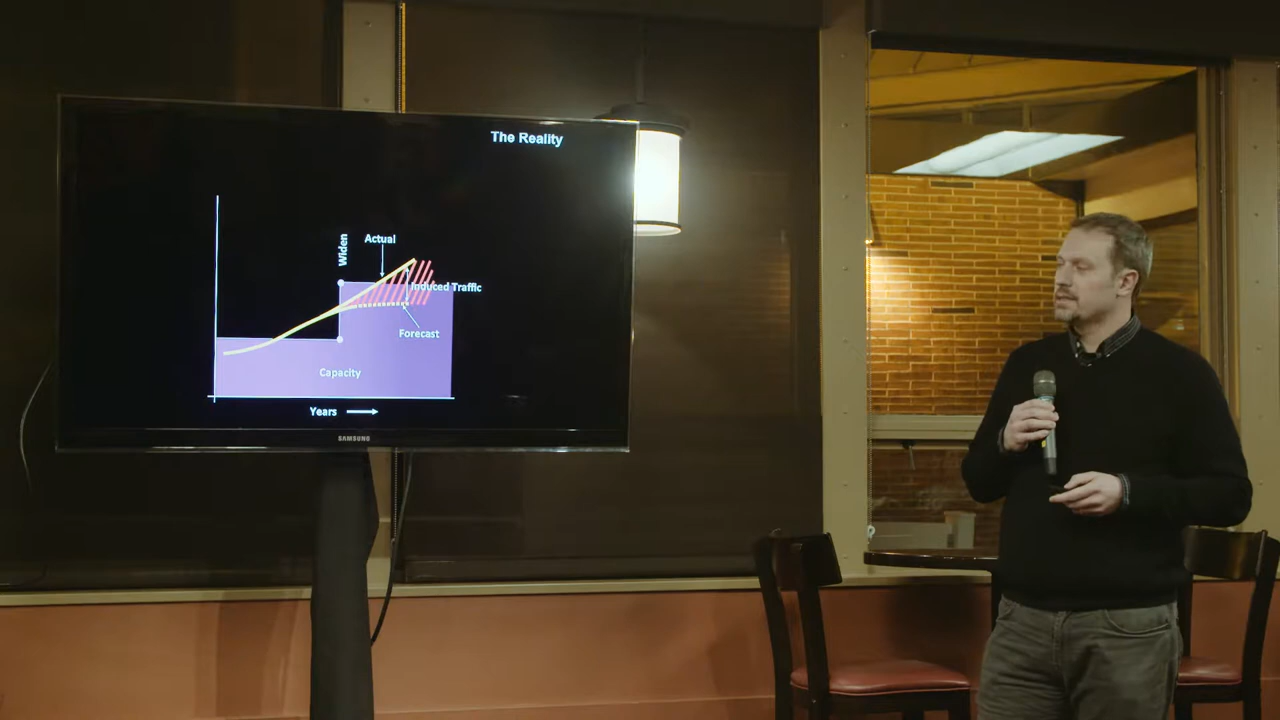 The Reality
Widen
Actual
Induced Traffic
Forecast
Capacity
Years
SAMSUNG